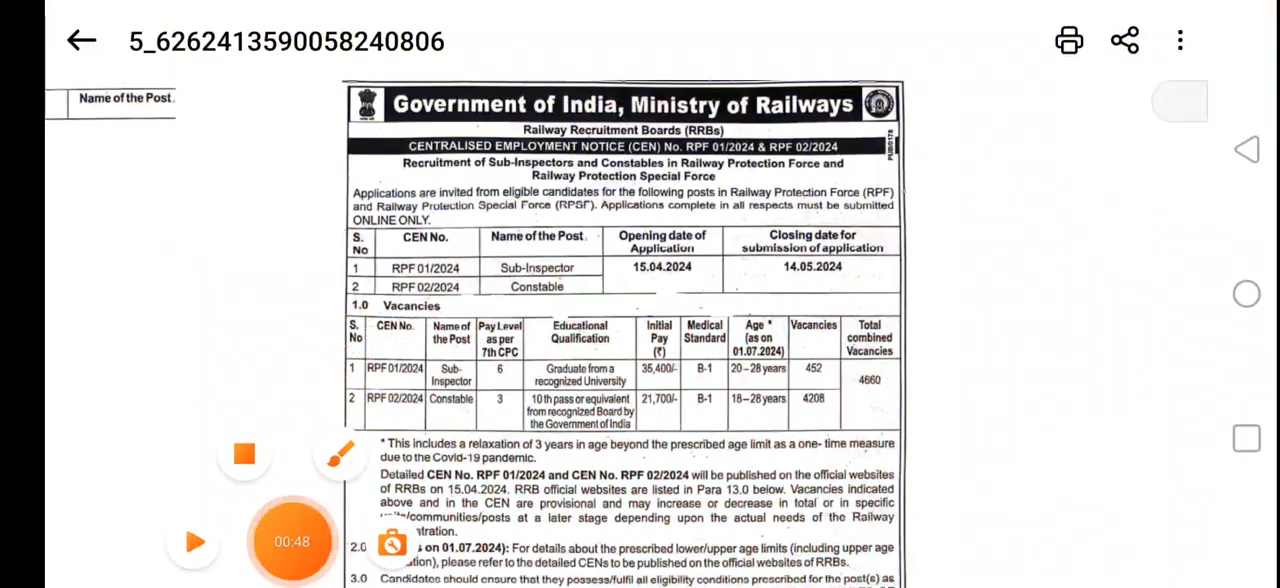 5_6262413590058240806
Name of the Post
Government of India, Ministry of Railways
Railway Recruitment Boards (RRBs)
CENTRALISED EMPLOYMENT NOTICE (CEN) No. RPF 01/2024 & RPF 02/2024
PUB/0178
Recruitment of Sub-Inspectors and Constables in Railway Protection Force and
Railway Protection Special Force
Applications are invited from eligible candidates for the following posts in Railway Protection Force (RPF)
and Railway Protection Special Force (RPSF). Applications complete in all respects must be submitted
ONLINE ONLY.
S. No CEN No. Name of the Post Opening date of Application Closing date for submission of application
1 RPF 01/2024 Sub-Inspector 15.04.2024 14.05.2024
2 RPF 02/2024 Constable
1.0 Vacancies
S. No CEN No. Name of the Post Pay Level as per 7th CPC Educational Qualification Initial Pay (₹) Medical Standard Age * (as on 01.07.2024) Vacancies Total combined Vacancies
1 RPF 01/2024 Sub-Inspector 6 Graduate from a recognized University 35,400/- B-1 20-28 years 452 4660
2 RPF 02/2024 Constable 3 10th pass or equivalent from recognized Board by the Government of India 21,700/- B-1 18-28 years 4208
* This includes a relaxation of 3 years in age beyond the prescribed age limit as a one- time measure
due to the Covid-19 pandemic.
Detailed CEN No. RPF 01/2024 and CEN No. RPF 02/2024 will be published on the official websites
of RRBs on 15.04.2024. RRB official websites are listed in Para 13.0 below. Vacancies indicated
above and in the CEN are provisional and may increase or decrease in total or in specific
/communities/posts at a later stage depending upon the actual needs of the Railway
stration.
2.0 s on 01.07.2024): For details about the prescribed lower/upper age limits (including upper age
tion), please refer to the detailed CENs to be published on the official websites of RRBs.
3.0 Candidates should ensure that they possess/fulfil all eligibility conditions prescribed for the post(s) as
00:48